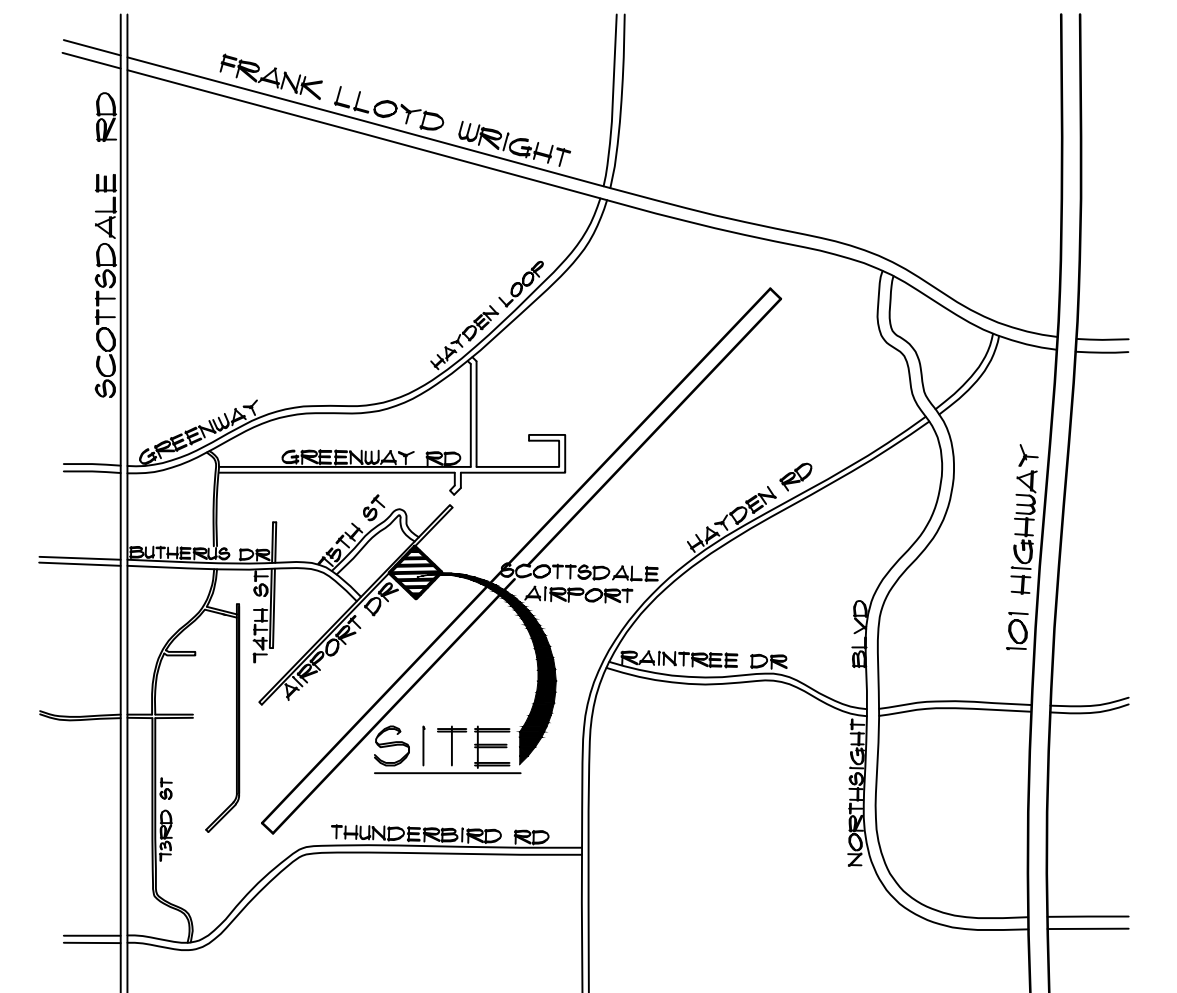 FRANK LLOYD WRIGHT
SCOTTSDALE RD
HAYDEN LOOP
GREENWAY
GREENWAY RD
HAYDEN RD
101 HIGHWAY
75TH ST
BUTHERUS DR
74TH ST
AIRPORT DR
SCOTTSDALE
AIRPORT
RAINTREE DR
NORTHSIGHT BLVD
SITE
73RD ST
THUNDERBIRD RD